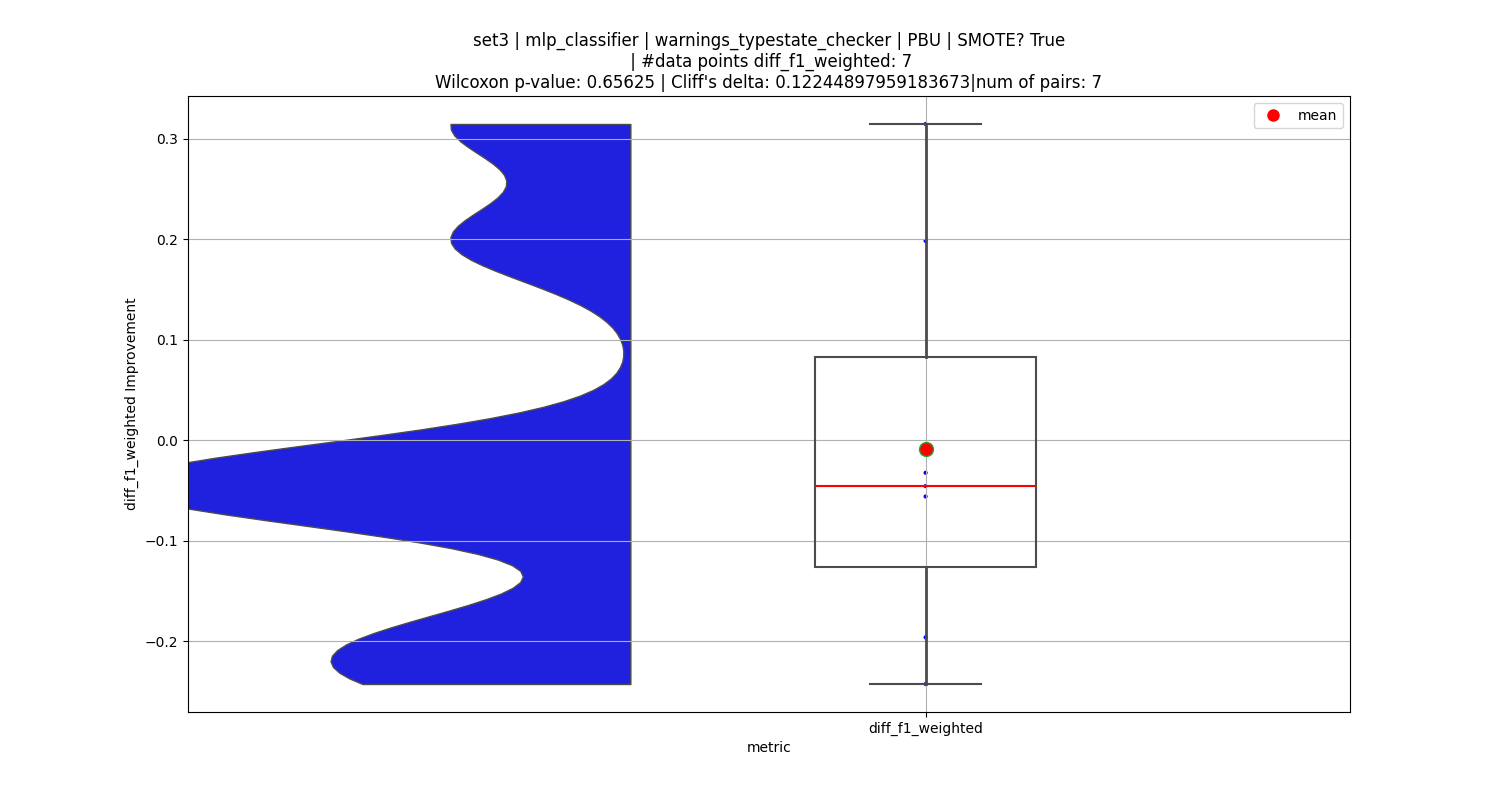 set3 | mlp_classifier | warnings_typestate_checker | PBU | SMOTE? True
| #data points diff_f1_weighted: 7
Wilcoxon p-value: 0.65625 | Cliff's delta: 0.12244897959183673|num of pairs: 7
mean
0.3
0.2
0.1
0.0
−0.1
−0.2
diff_f1_weighted Improvement
diff_f1_weighted
metric